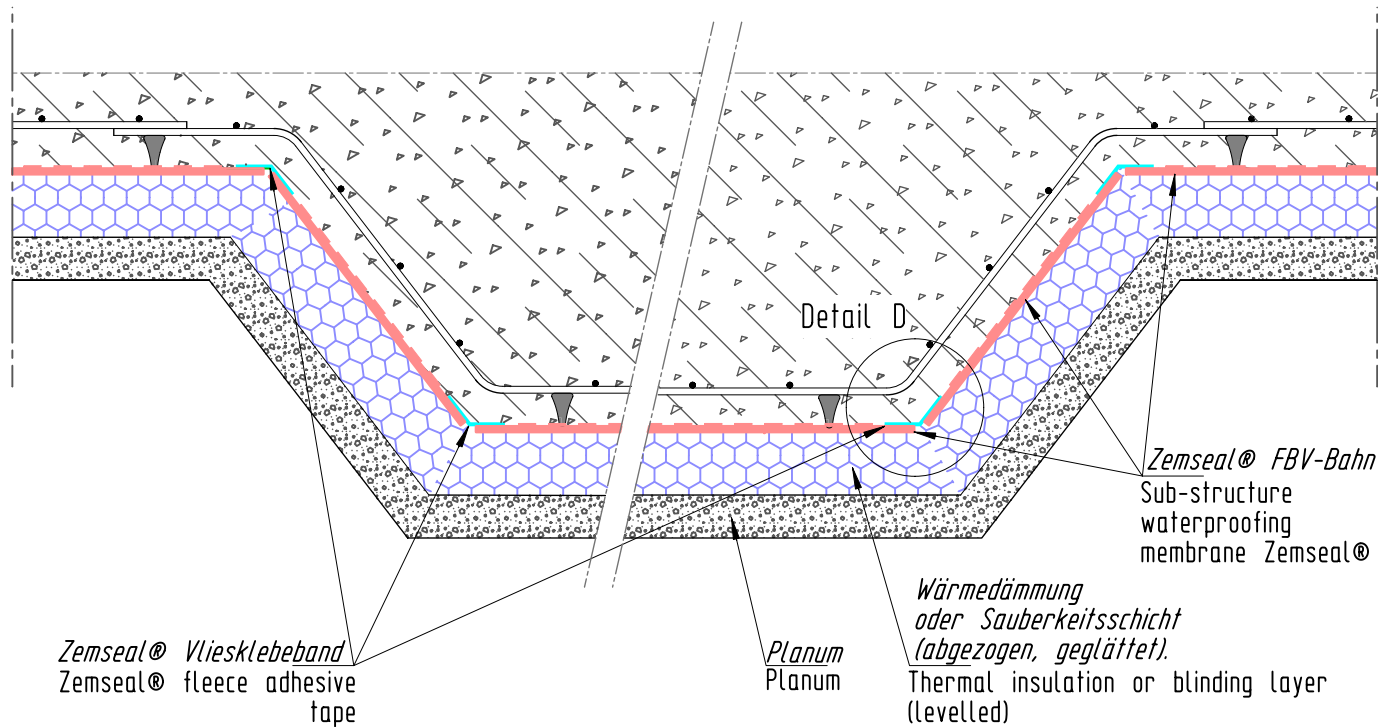 Detail D
Zemseal® FBV-Bahn
Sub-structure
waterproofing
membrane Zemseal®
Wärmedämmung
oder Sauberkeitsschicht
(abgezogen, geglättet).
Thermal insulation or blinding layer
(levelled)
Planum
Planum
Zemseal® Vliesklebeband
Zemseal® fleece adhesive
tape